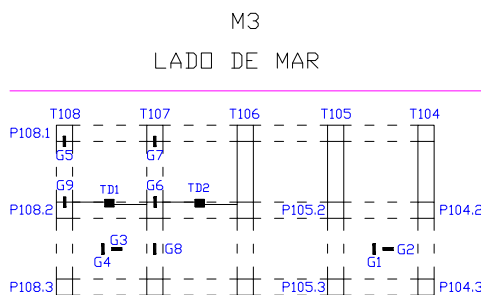 M3
LADO DE MAR
T108 T107 T106 T105 T104
P108.1
G5 G7
G9 TD1 G6 TD2
P108.2 P105.2 P104.2
G3
G4 G8 G1 G2
P108.3 P105.3 P104.3